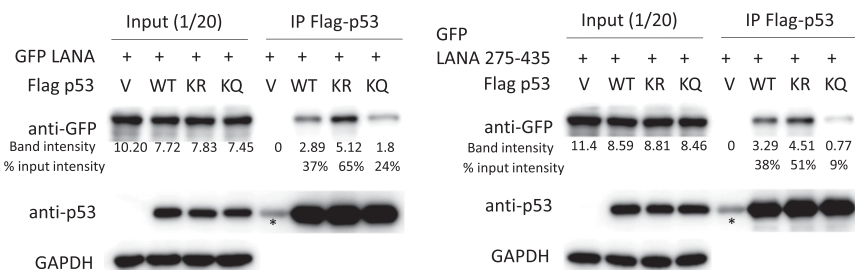 Input (1/20) IP Flag-p53
GFP LANA + + + + + + + +
Flag p53 V WT KR KQ V WT KR KQ
anti-GFP
Band intensity 10.20 7.72 7.83 7.45 0 2.89 5.12 1.8
% input intensity 37% 65% 24%
anti-p53
*
GAPDH
Input (1/20) IP Flag-p53
GFP
LANA 275-435 + + + + + + + +
Flag p53 V WT KR KQ V WT KR KQ
anti-GFP
Band intensity 11.4 8.59 8.81 8.46 0 3.29 4.51 0.77
% input intensity 38% 51% 9%
anti-p53
*
GAPDH